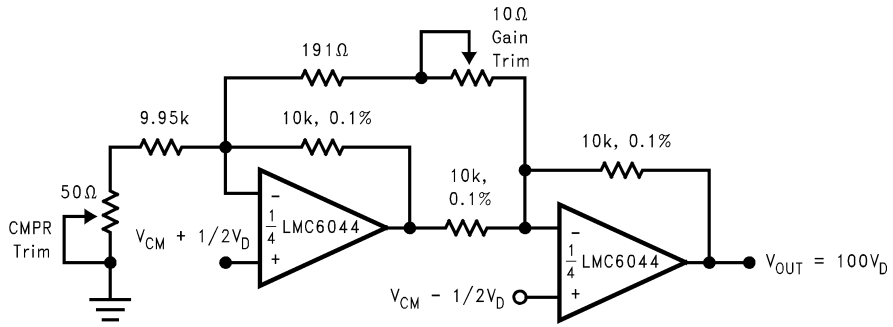 10Ω
Gain
Trim
191Ω
9.95k
10k, 0.1%
10k, 0.1%
10k,
0.1%
50Ω
CMPR
Trim
V_CM + 1/2V_D
−
1/4 LMC6044
+
−
1/4 LMC6044
+
V_CM − 1/2V_D
V_OUT = 100V_D